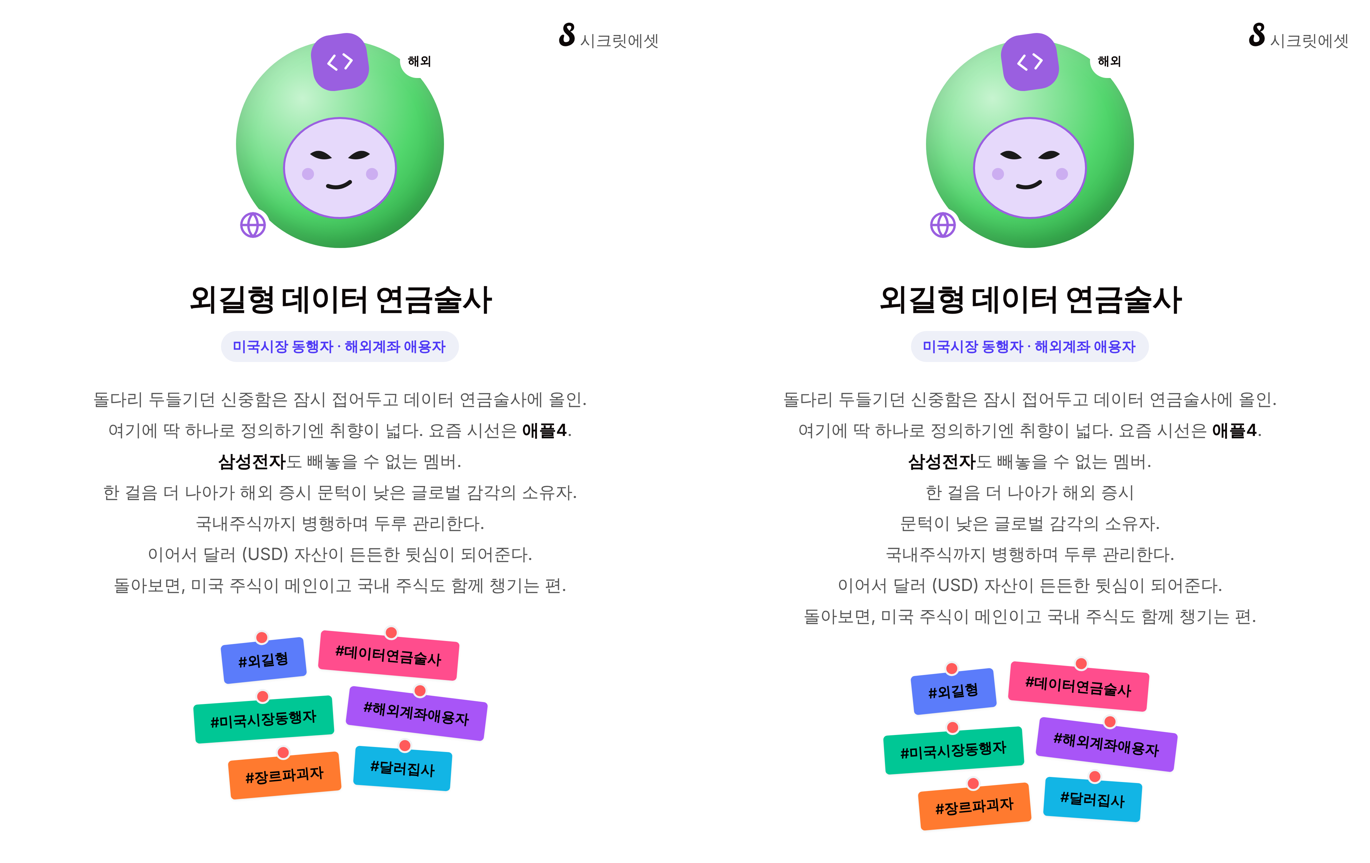 S 시크릿에셋
해외
외길형 데이터 연금술사
미국시장 동행자 · 해외계좌 애용자
돌다리 두들기던 신중함은 잠시 접어두고 데이터 연금술사에 올인.
여기에 딱 하나로 정의하기엔 취향이 넓다. 요즘 시선은 애플4.
삼성전자도 빼놓을 수 없는 멤버.
한 걸음 더 나아가 해외 증시 문턱이 낮은 글로벌 감각의 소유자.
국내주식까지 병행하며 두루 관리한다.
이어서 달러 (USD) 자산이 든든한 뒷심이 되어준다.
돌아보면, 미국 주식이 메인이고 국내 주식도 함께 챙기는 편.
#외길형
#데이터연금술사
#미국시장동행자
#해외계좌애용자
#장르파괴자
#달러집사
S 시크릿에셋
해외
외길형 데이터 연금술사
미국시장 동행자 · 해외계좌 애용자
돌다리 두들기던 신중함은 잠시 접어두고 데이터 연금술사에 올인.
여기에 딱 하나로 정의하기엔 취향이 넓다. 요즘 시선은 애플4.
삼성전자도 빼놓을 수 없는 멤버.
한 걸음 더 나아가 해외 증시
문턱이 낮은 글로벌 감각의 소유자.
국내주식까지 병행하며 두루 관리한다.
이어서 달러 (USD) 자산이 든든한 뒷심이 되어준다.
돌아보면, 미국 주식이 메인이고 국내 주식도 함께 챙기는 편.
#외길형
#데이터연금술사
#미국시장동행자
#해외계좌애용자
#장르파괴자
#달러집사